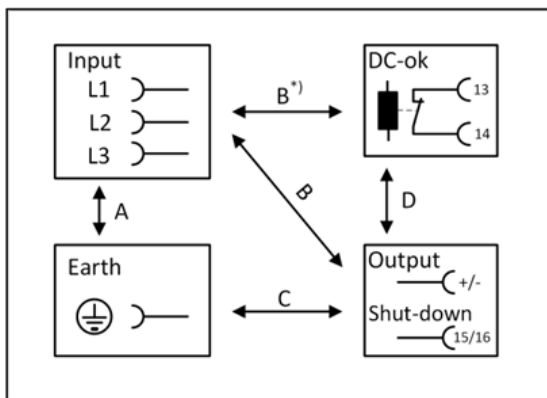 Input
L1
L2
L3
B*)
DC-ok
13
14
A
B
D
Earth
C
Output
+/-
Shut-down
15/16